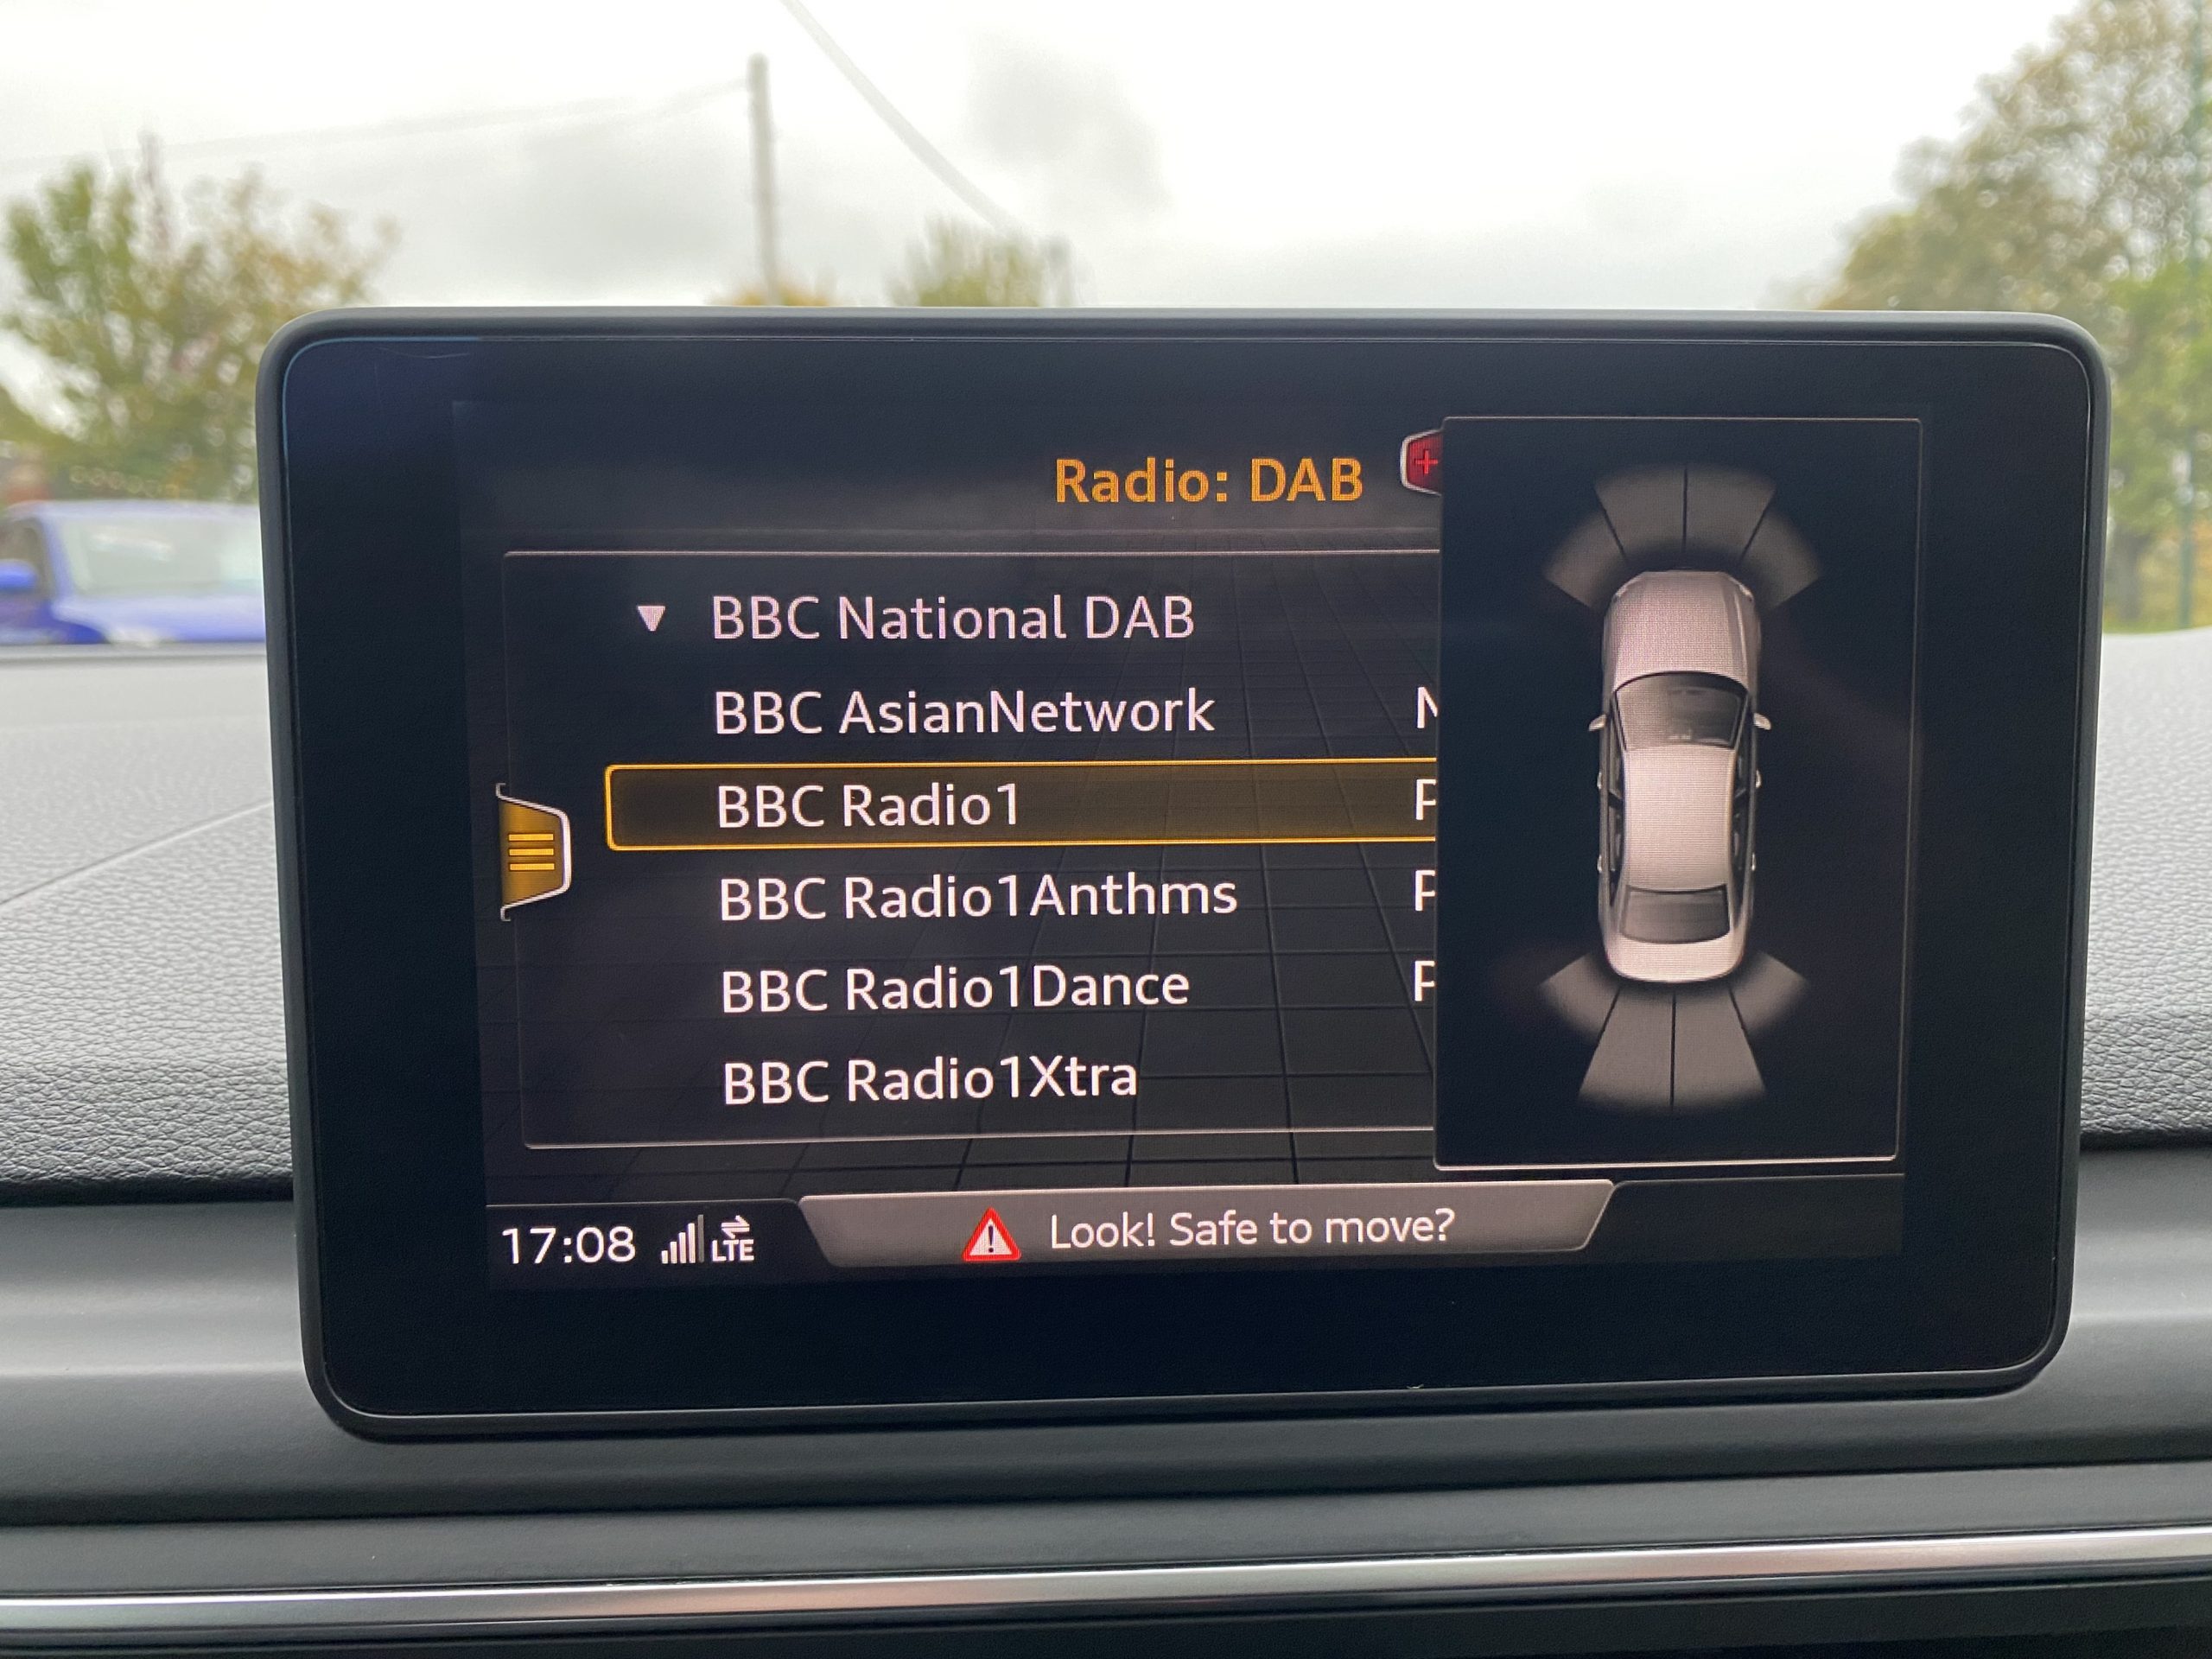 Radio: DAB
BBC National DAB
BBC AsianNetwork
BBC Radio1
BBC Radio1Anthms
BBC Radio1Dance
BBC Radio1Xtra
17:08 LTE
Look! Safe to move?